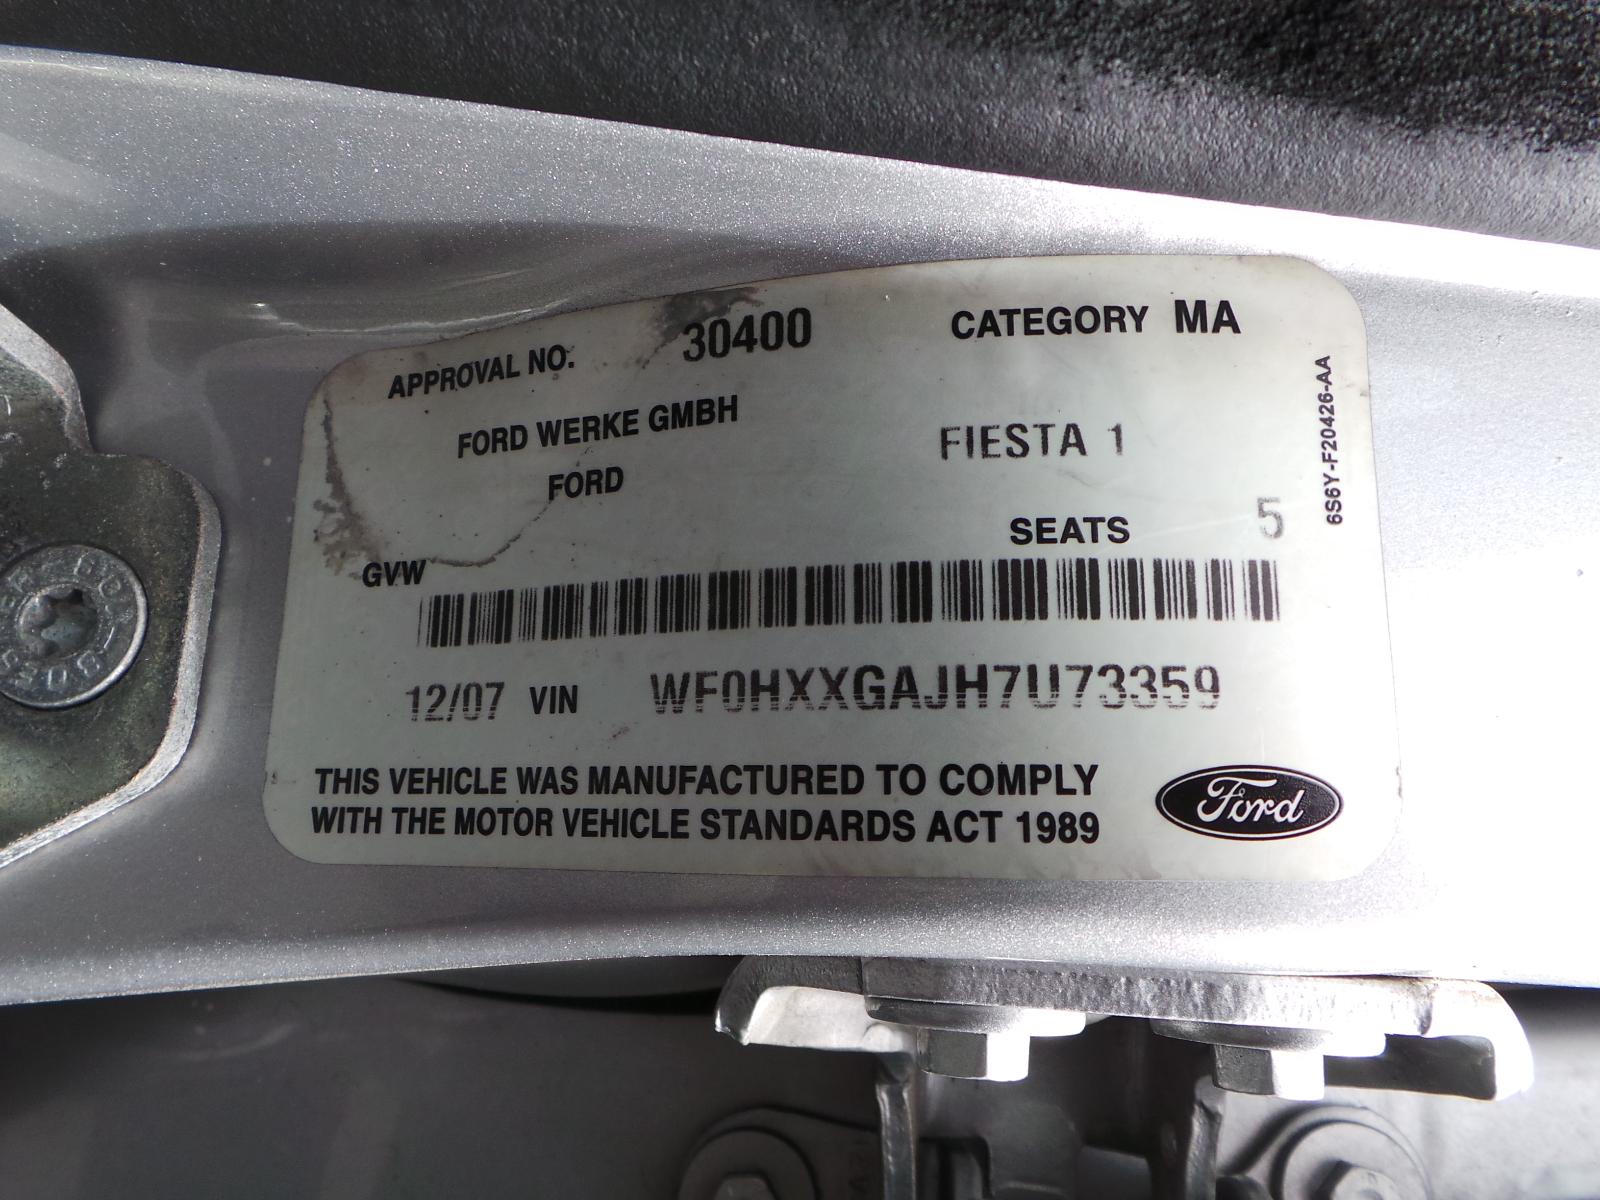 APPROVAL NO. 30400 CATEGORY MA
FORD WERKE GMBH FIESTA 1
FORD
SEATS 5
GVW
12/07 VIN WF0HXXGAJH7U73359
THIS VEHICLE WAS MANUFACTURED TO COMPLY
WITH THE MOTOR VEHICLE STANDARDS ACT 1989
Ford
6S6Y-F20426-AA